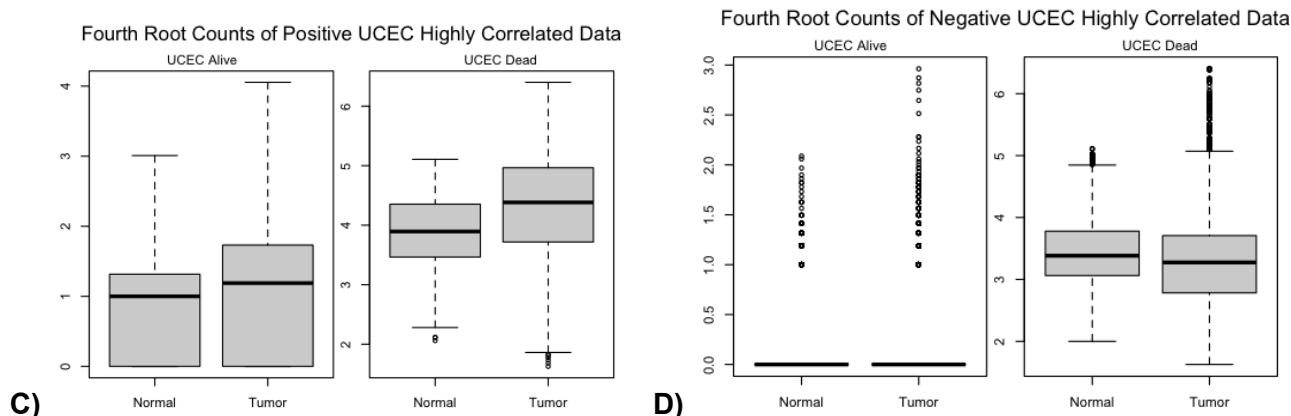 Fourth Root Counts of Positive UCEC Highly Correlated Data
UCEC Alive
UCEC Dead
4
3
2
1
0
6
5
4
3
2
Normal
Tumor
Normal
Tumor
C)
Fourth Root Counts of Negative UCEC Highly Correlated Data
UCEC Alive
UCEC Dead
3.0
2.5
2.0
1.5
1.0
0.5
0.0
6
5
4
3
2
Normal
Tumor
Normal
Tumor
D)